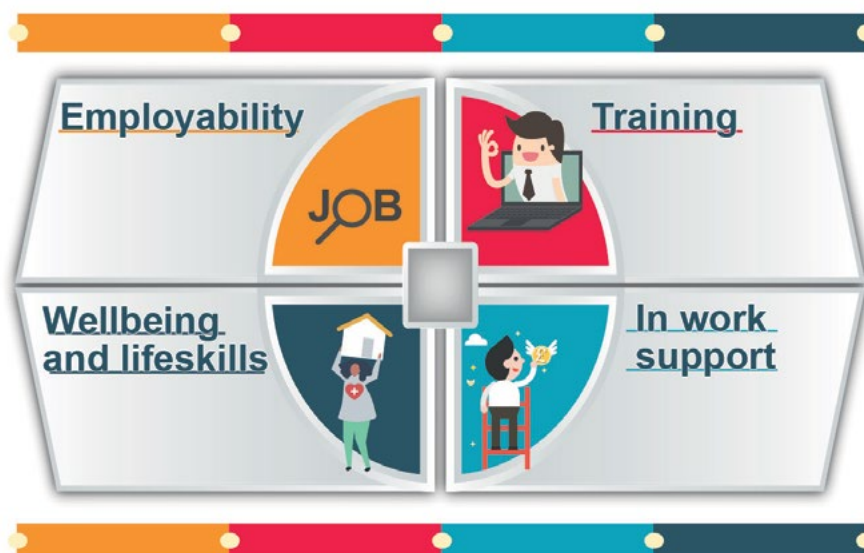 Employability
JOB
Training
Wellbeing
and lifeskills
In work
support
£